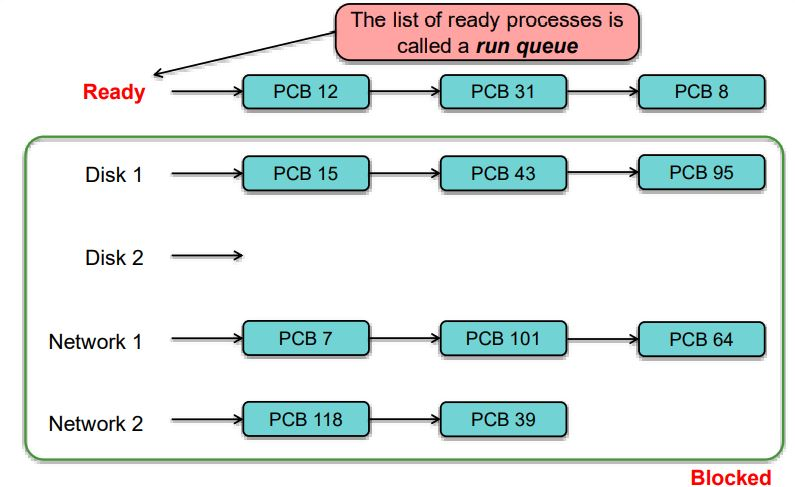 The list of ready processes is
called a run queue
Ready
PCB 12
PCB 31
PCB 8
Disk 1
PCB 15
PCB 43
PCB 95
Disk 2
Network 1
PCB 7
PCB 101
PCB 64
Network 2
PCB 118
PCB 39
Blocked